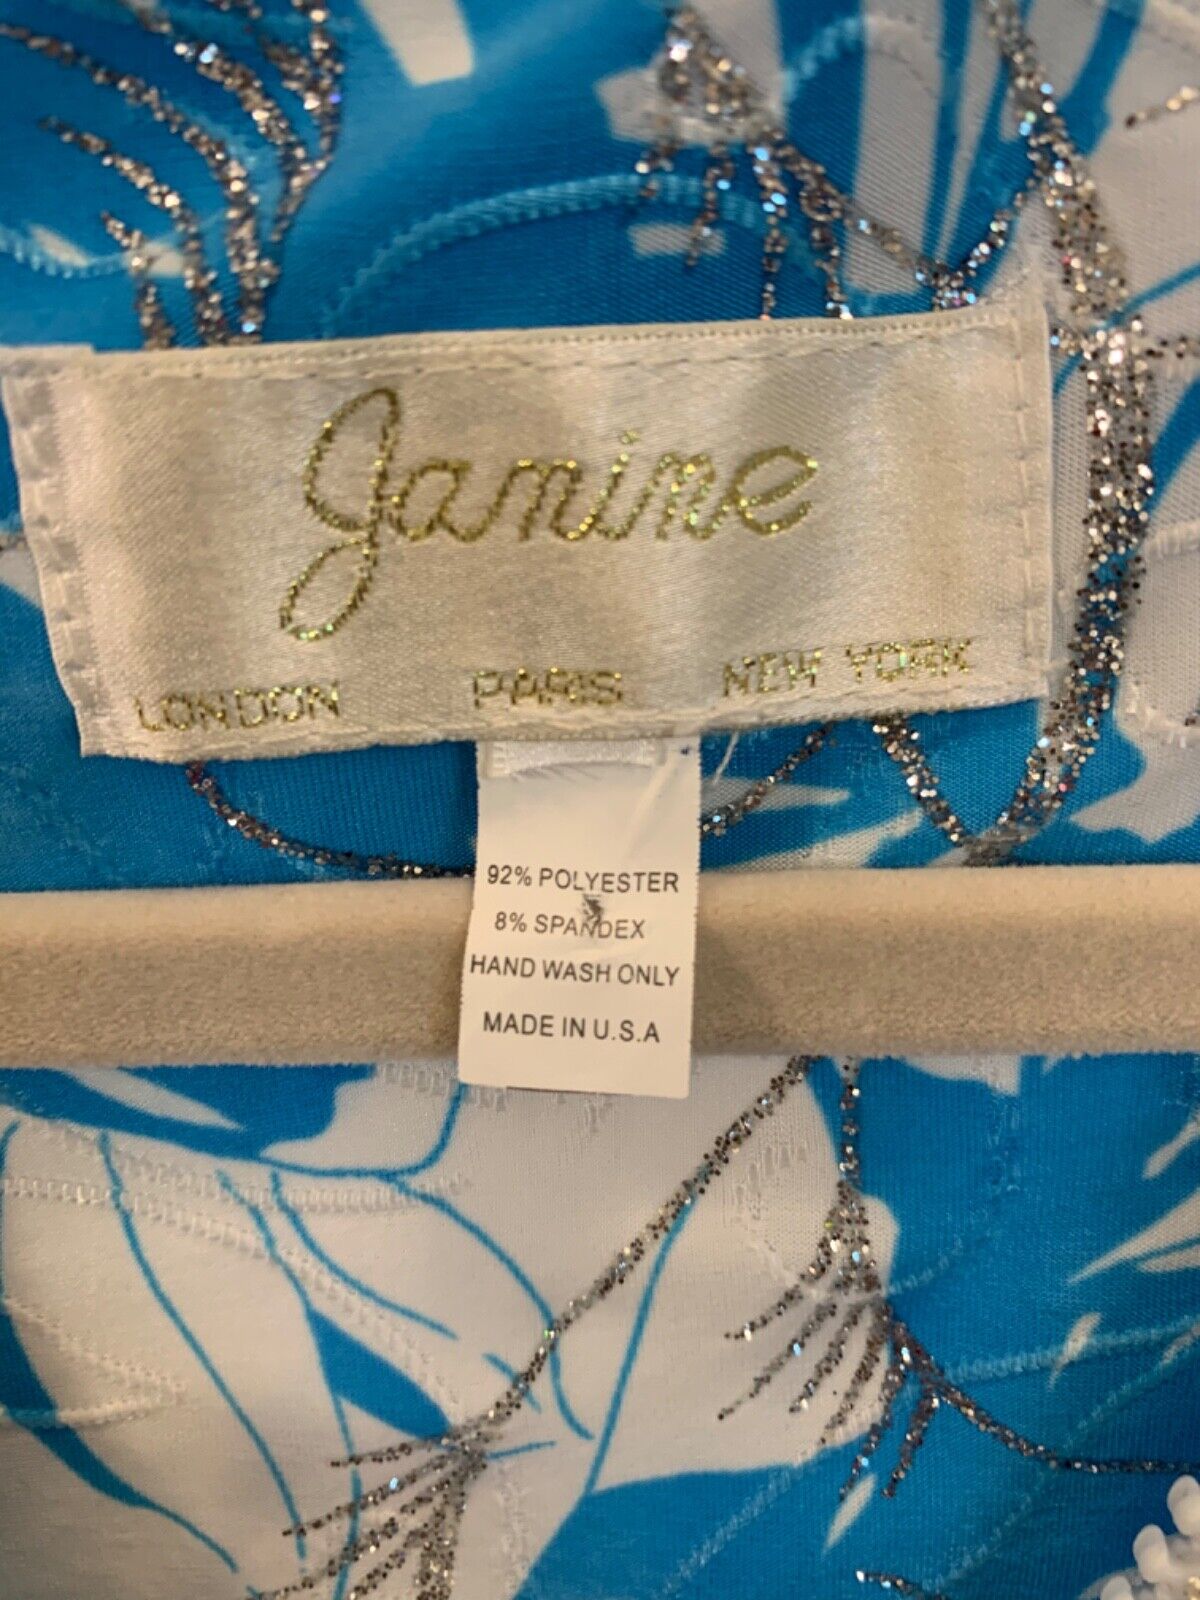 Janine
LONDON PARIS NEW YORK
92% POLYESTER
8% SPANDEX
HAND WASH ONLY
MADE IN U.S.A